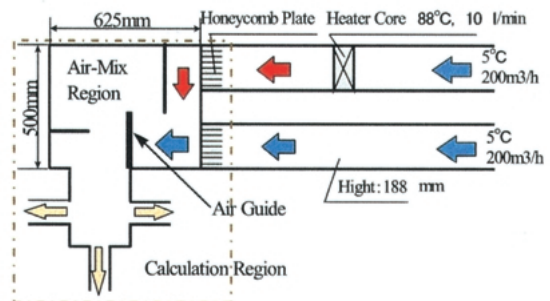 625mm
Honeycomb Plate
Heater Core 88°C, 10 l/min
500mm
Air-Mix
Region
5°C
200m3/h
5°C
200m3/h
Air Guide
Hight: 188 mm
Calculation Region